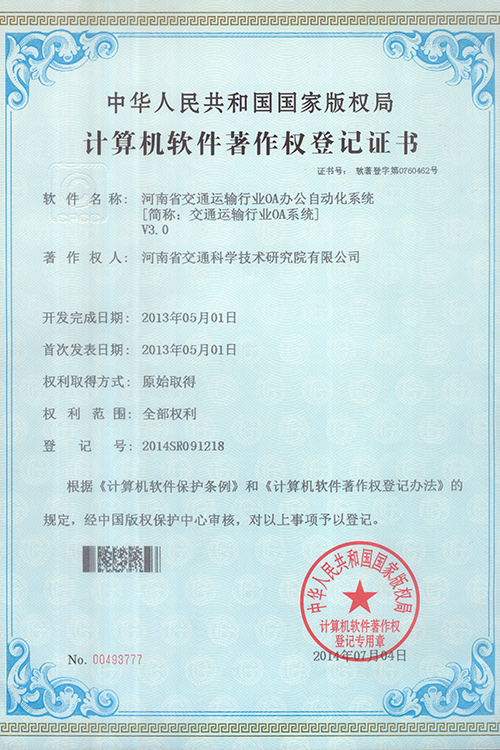 中华人民共和国国家版权局
计算机软件著作权登记证书
证书号： 软著登字第0760462号
软件名称： 河南省交通运输行业OA办公自动化系统
[简称：交通运输行业OA系统]
V3.0
著作权人： 河南省交通科学技术研究院有限公司
开发完成日期： 2013年05月01日
首次发表日期： 2013年05月01日
权利取得方式： 原始取得
权利范围： 全部权利
登记号： 2014SR091218
根据《计算机软件保护条例》和《计算机软件著作权登记办法》的
规定，经中国版权保护中心审核，对以上事项予以登记。
中华人民共和国国家版权局
计算机软件著作权
登记专用章
2014年07月04日
No. 00493777
CPCC